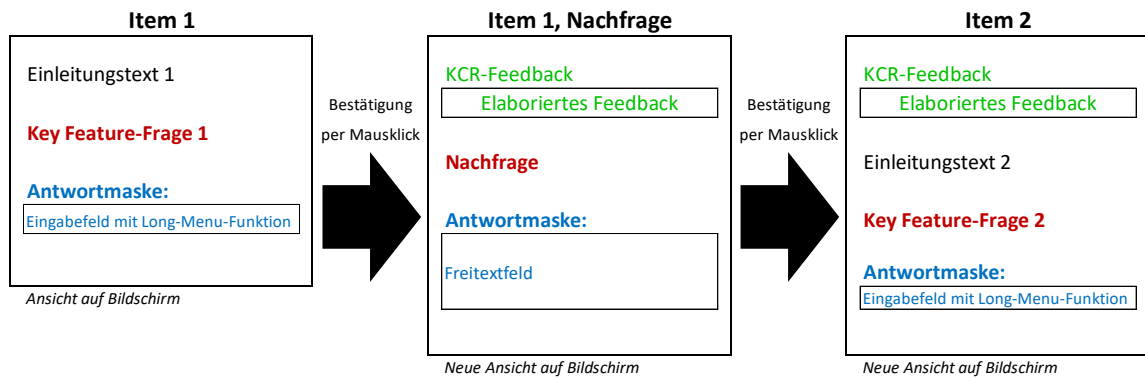 Item 1
Einleitungstext 1
Key Feature-Frage 1
Antwortmaske:
Eingabefeld mit Long-Menu-Funktion
Ansicht auf Bildschirm
Bestätigung
per Mausklick
Item 1, Nachfrage
KCR-Feedback
Elaboriertes Feedback
Nachfrage
Antwortmaske:
Freitextfeld
Neue Ansicht auf Bildschirm
Bestätigung
per Mausklick
Item 2
KCR-Feedback
Elaboriertes Feedback
Einleitungstext 2
Key Feature-Frage 2
Antwortmaske:
Eingabefeld mit Long-Menu-Funktion
Neue Ansicht auf Bildschirm